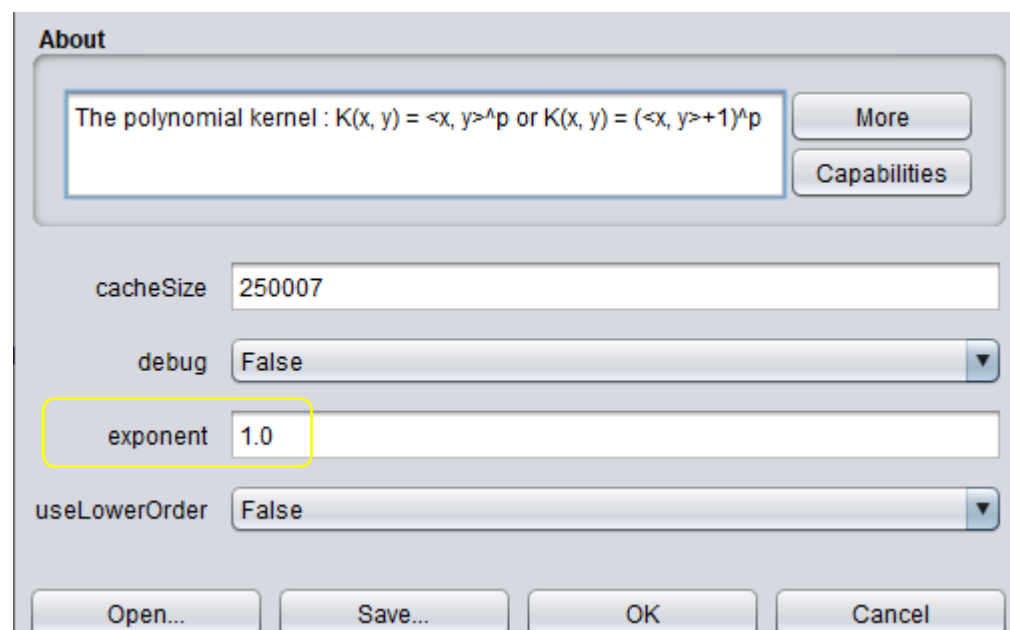 About
The polynomial kernel : K(x, y) = <x, y>^p or K(x, y) = (<x, y>+1)^p
More
Capabilities
cacheSize 250007
debug False
exponent 1.0
useLowerOrder False
Open... Save... OK Cancel